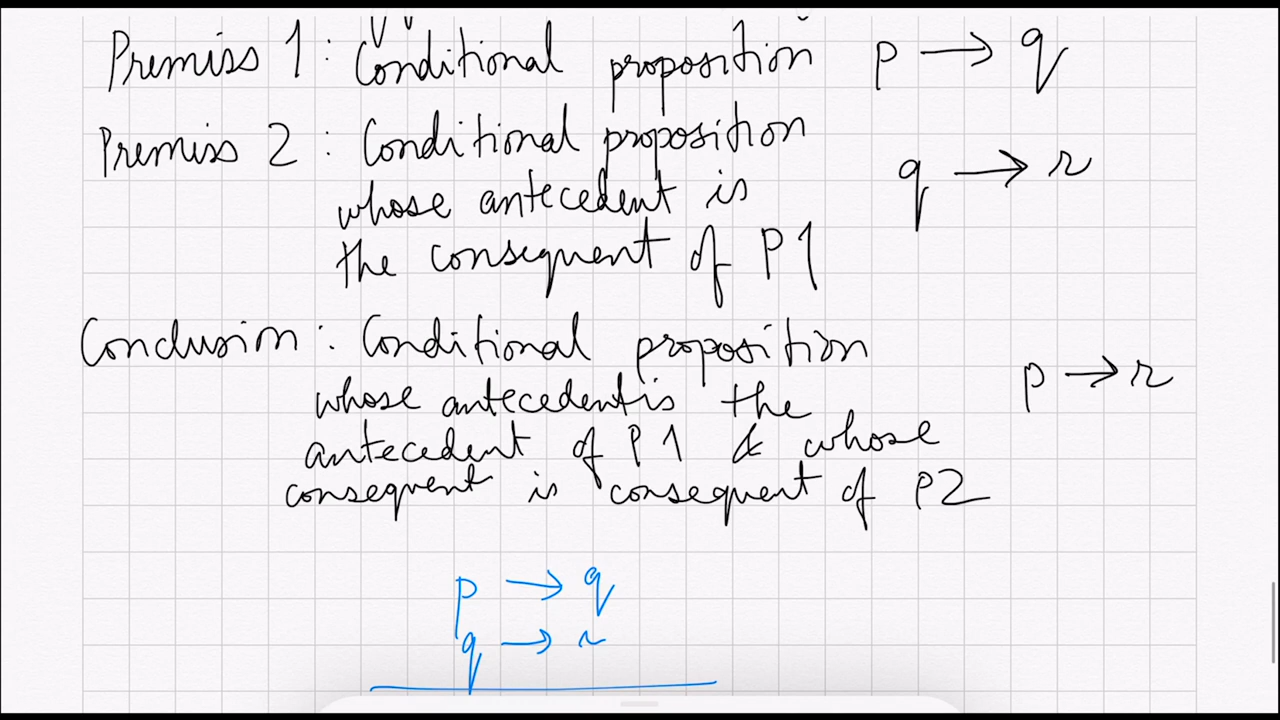 Premiss 1 : Conditional proposition p → q
Premiss 2 : Conditional proposition
whose antecedent is q → r
the consequent of P1
Conclusion : Conditional proposition
whose antecedent is the p → r
antecedent of P1 & whose
consequent is consequent of P2
p → q
q → r